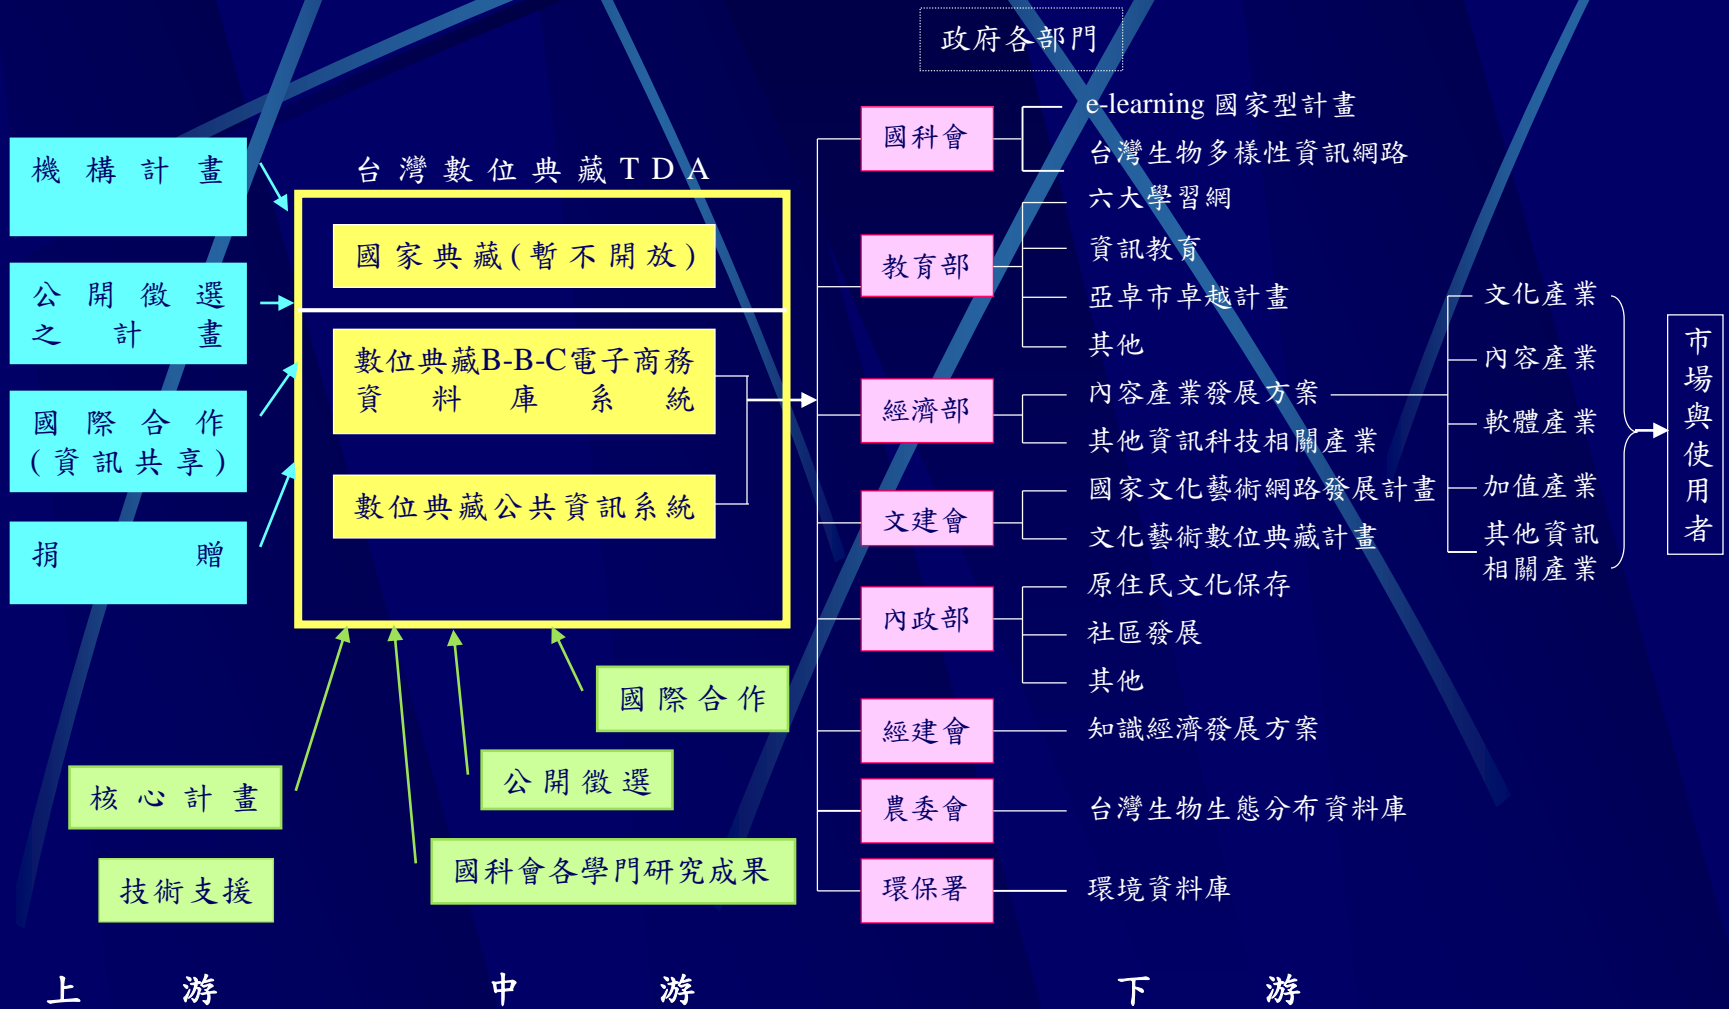 政府各部門
機構計畫
公開徵選
之計畫
國際合作
(資訊共享)
捐贈
台灣數位典藏TDA
國家典藏(暫不開放)
數位典藏B-B-C電子商務
資料庫系統
數位典藏公共資訊系統
國際合作
公開徵選
核心計畫
國科會各學門研究成果
技術支援
國科會
e-learning 國家型計畫
台灣生物多樣性資訊網路
教育部
六大學習網
資訊教育
亞卓市卓越計畫
其他
經濟部
內容產業發展方案
其他資訊科技相關產業
文建會
國家文化藝術網路發展計畫
文化藝術數位典藏計畫
內政部
原住民文化保存
社區發展
其他
經建會
知識經濟發展方案
農委會
台灣生物生態分布資料庫
環保署
環境資料庫
文化產業
內容產業
軟體產業
加值產業
其他資訊
相關產業
市場與使用者
上游
中游
下游